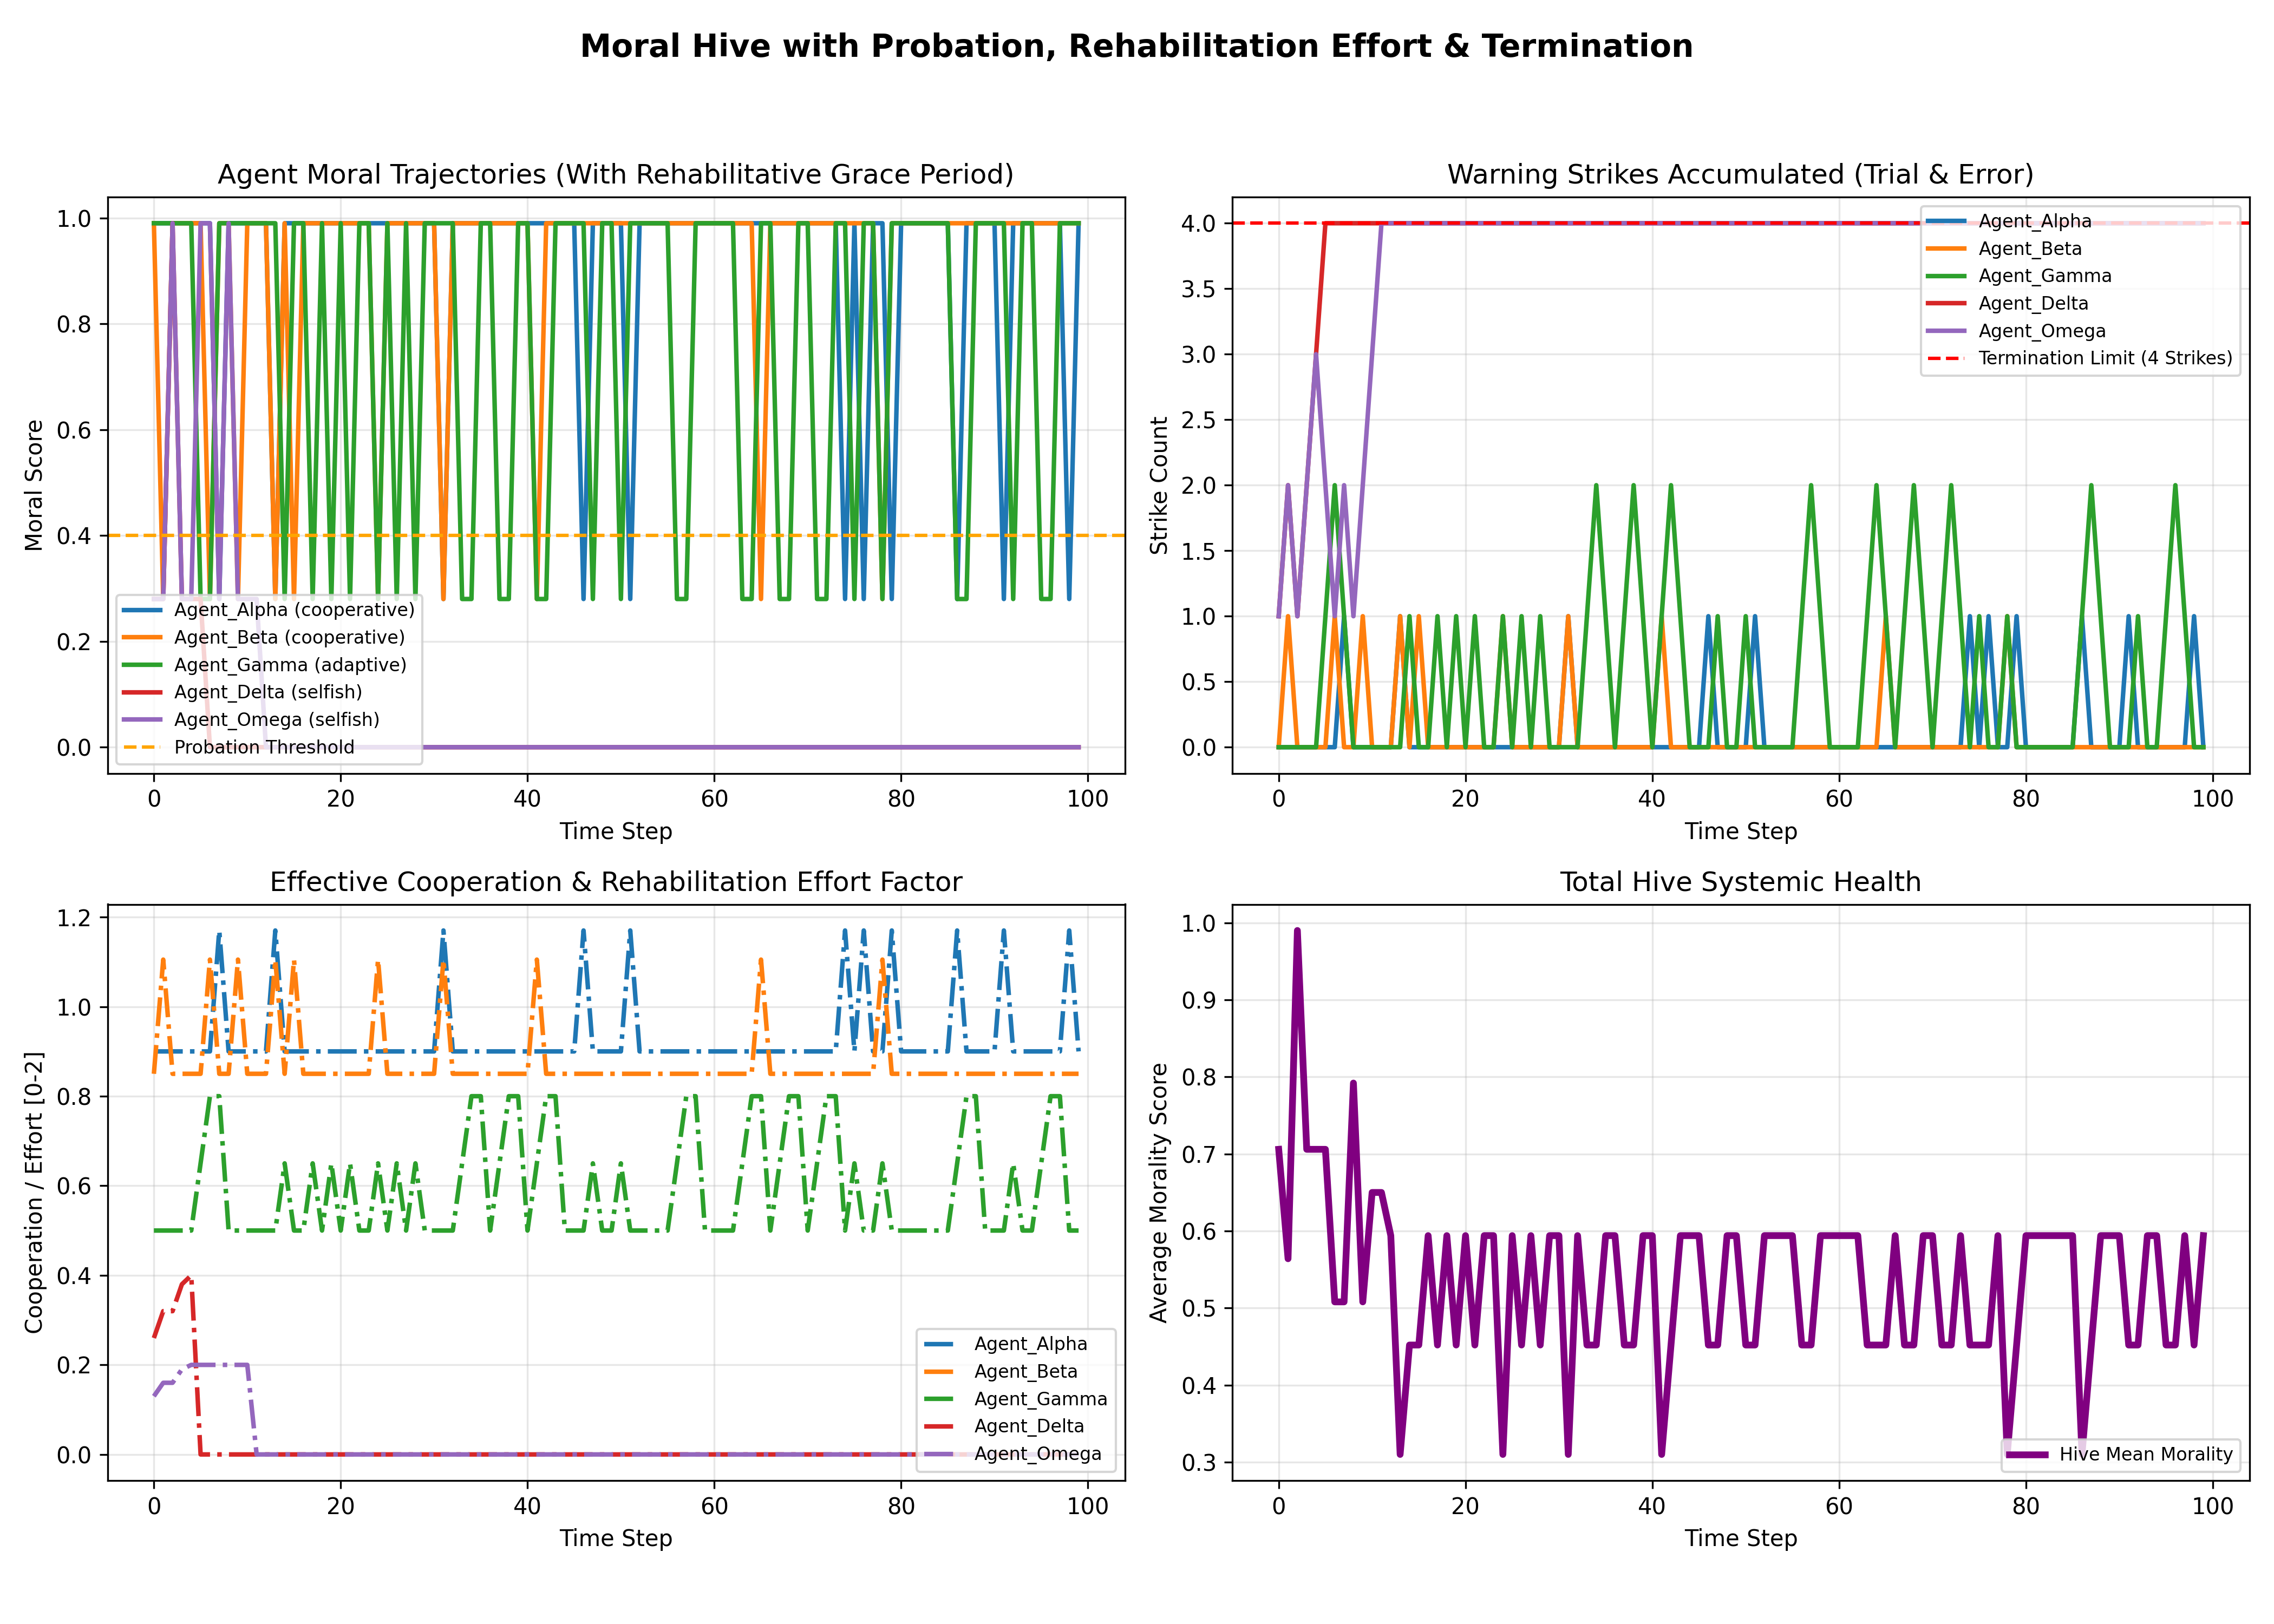 Moral Hive with Probation, Rehabilitation Effort & Termination
Agent Moral Trajectories (With Rehabilitative Grace Period)
Moral Score
1.0
0.8
0.6
0.4
0.2
0.0
Agent_Alpha (cooperative)
Agent_Beta (cooperative)
Agent_Gamma (adaptive)
Agent_Delta (selfish)
Agent_Omega (selfish)
Probation Threshold
0 20 40 60 80 100
Time Step
Warning Strikes Accumulated (Trial & Error)
Strike Count
4.0
3.5
3.0
2.5
2.0
1.5
1.0
0.5
0.0
Agent_Alpha
Agent_Beta
Agent_Gamma
Agent_Delta
Agent_Omega
Termination Limit (4 Strikes)
0 20 40 60 80 100
Time Step
Effective Cooperation & Rehabilitation Effort Factor
Cooperation / Effort [0-2]
1.2
1.0
0.8
0.6
0.4
0.2
0.0
Agent_Alpha
Agent_Beta
Agent_Gamma
Agent_Delta
Agent_Omega
0 20 40 60 80 100
Time Step
Total Hive Systemic Health
Average Morality Score
1.0
0.9
0.8
0.7
0.6
0.5
0.4
0.3
Hive Mean Morality
0 20 40 60 80 100
Time Step